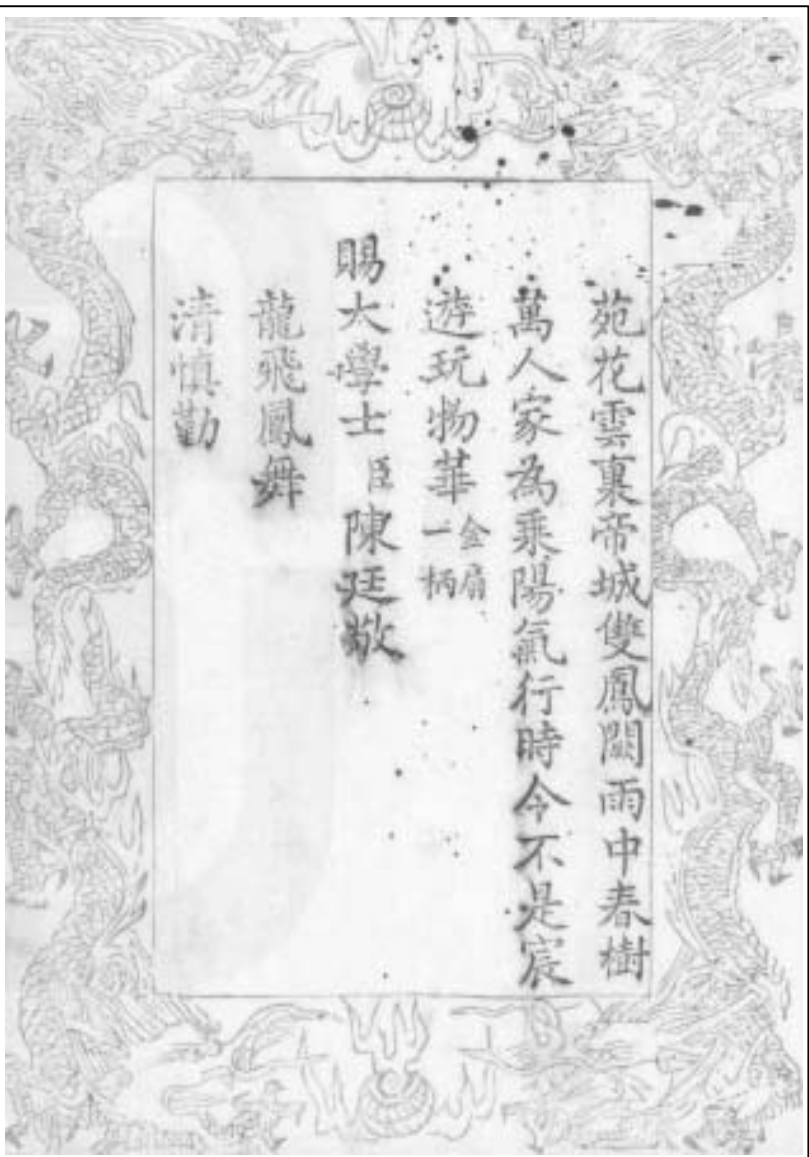 苑花雲裏帝城雙鳳闕雨中春樹
萬人家為乘陽氣行時令不是宸
遊玩物華金扇一柄
賜大學士臣陳廷敬
龍飛鳳舞
清慎勤